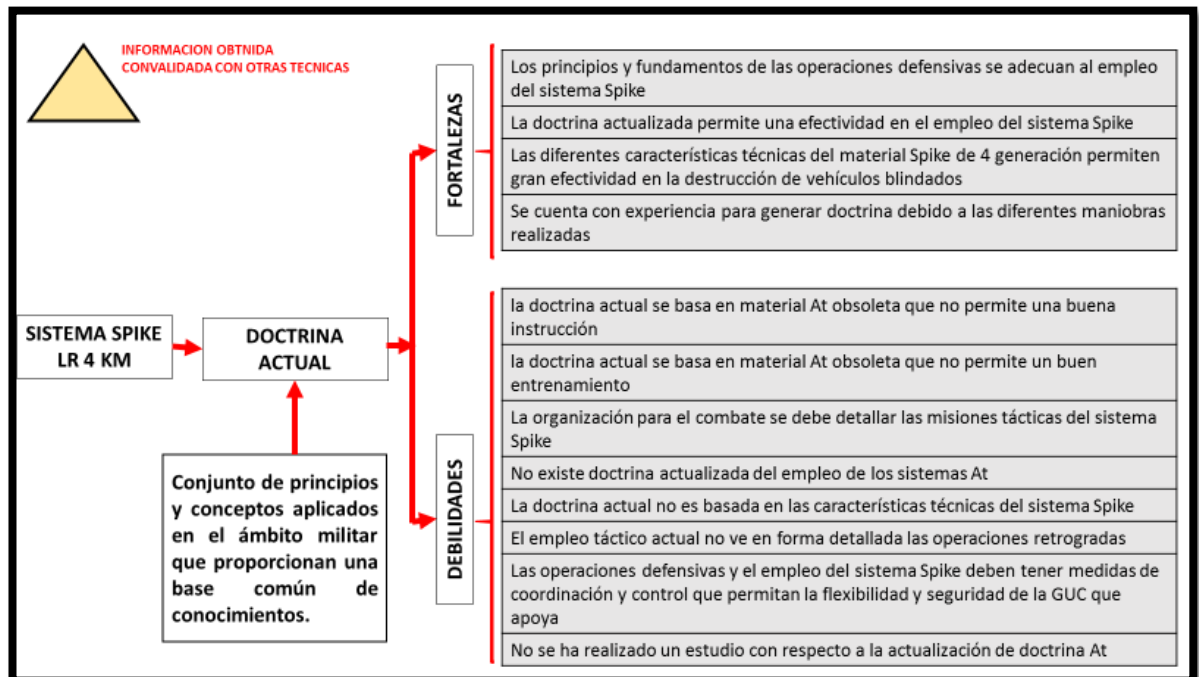 INFORMACION OBTNIDA
CONVALIDADA CON OTRAS TECNICAS
SISTEMA SPIKE
LR 4 KM
DOCTRINA
ACTUAL
Conjunto de principios
y conceptos aplicados
en el ámbito militar
que proporcionan una
base común de
conocimientos.
FORTALEZAS
Los principios y fundamentos de las operaciones defensivas se adecuan al empleo
del sistema Spike
La doctrina actualizada permite una efectividad en el empleo del sistema Spike
Las diferentes característicasticas técnicas del material Spike de 4 generación permiten
gran efectividad en la destrucción de vehículos blindados
Se cuenta con experiencia para generar doctrina debido a las diferentes maniobras
realizadas
DEBILIDADES
la doctrina actual se basa en material At obsoleta que no permite una buena
instrucción
la doctrina actual se basa en material At obsoleta que no permite un buen
entrenamiento
La organización para el combate se debe detallar las misiones tácticas del sistema
Spike
No existe doctrina actualizada del empleo de los sistemas At
La doctrina actual no es basada en las características técnicas del sistema Spike
El empleo táctico actual no ve en forma detallada las operaciones retrogradas
Las operaciones defensivas y el empleo del sistema Spike deben tener medidas de
coordinación y control que permitan la flexibilidad y seguridad de la GUC que
apoya
No se ha realizado un estudio con respecto a la actualización de doctrina At